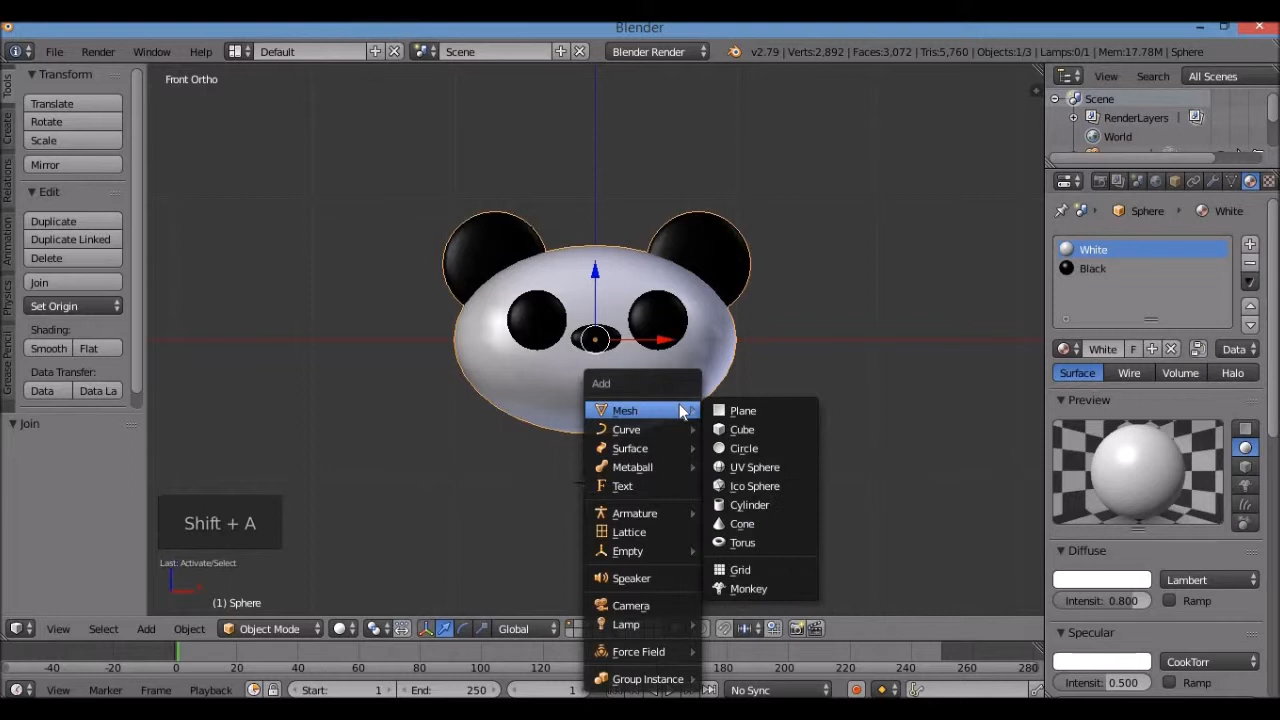 Blender
File Render Window Help Default Scene Blender Render v2.79 | Verts:2,892 | Faces:3,072 | Tris:5,760 | Objects:1/3 | Lamps:0/1 | Mem:17.78M | Sphere
Tools
Create
Relations
Animation
Physics
Grease Pencil
Transform
Translate
Rotate
Scale
Mirror
Edit
Duplicate
Duplicate Linked
Delete
Join
Set Origin
Shading:
Smooth Flat
Data Transfer:
Data Data La
Join
Front Ortho
Shift + A
Last: Activate/Select
(1) Sphere
Add
Mesh
Curve
Surface
Metaball
Text
Armature
Lattice
Empty
Speaker
Camera
Lamp
Force Field
Group Instance
Plane
Cube
Circle
UV Sphere
Ico Sphere
Cylinder
Cone
Torus
Grid
Monkey
View Search All Scenes
Scene
RenderLayers
World
Sphere White
White
Black
White F Data
Surface Wire Volume Halo
Preview
Diffuse
Lambert
Intensit: 0.800 Ramp
Specular
CookTorr
Intensit: 0.500 Ramp
View Select Add Object Object Mode Global
-40 -20 0 20 40 60 80 100 120 180 200 220 240 260 280
View Marker Frame Playback Start: 1 End: 250 1 No Sync